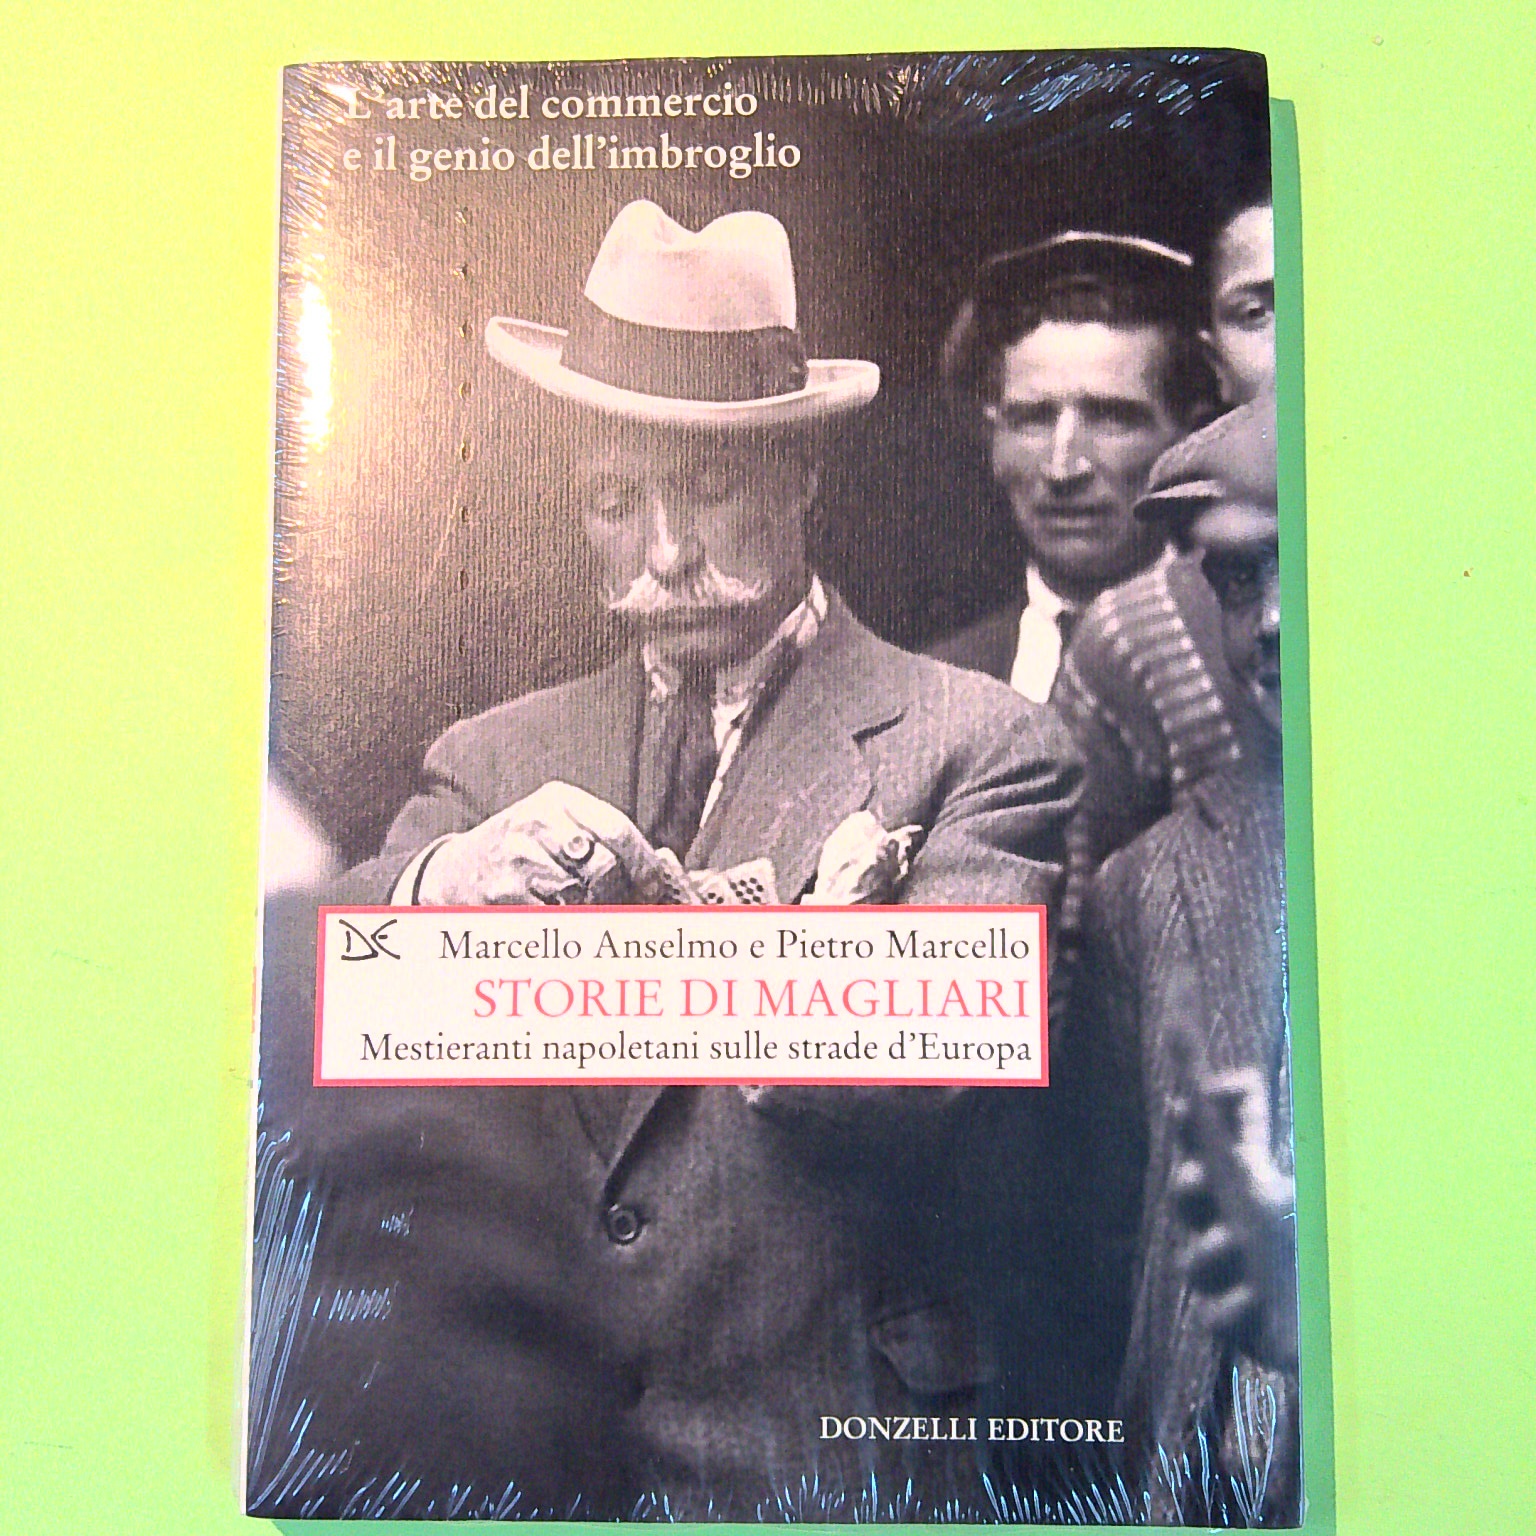 L'arte del commercio
e il genio dell'imbroglio
DE Marcello Anselmo e Pietro Marcello
STORIE DI MAGLIARI
Mestieranti napoletani sulle strade d'Europa
DONZELLI EDITORE